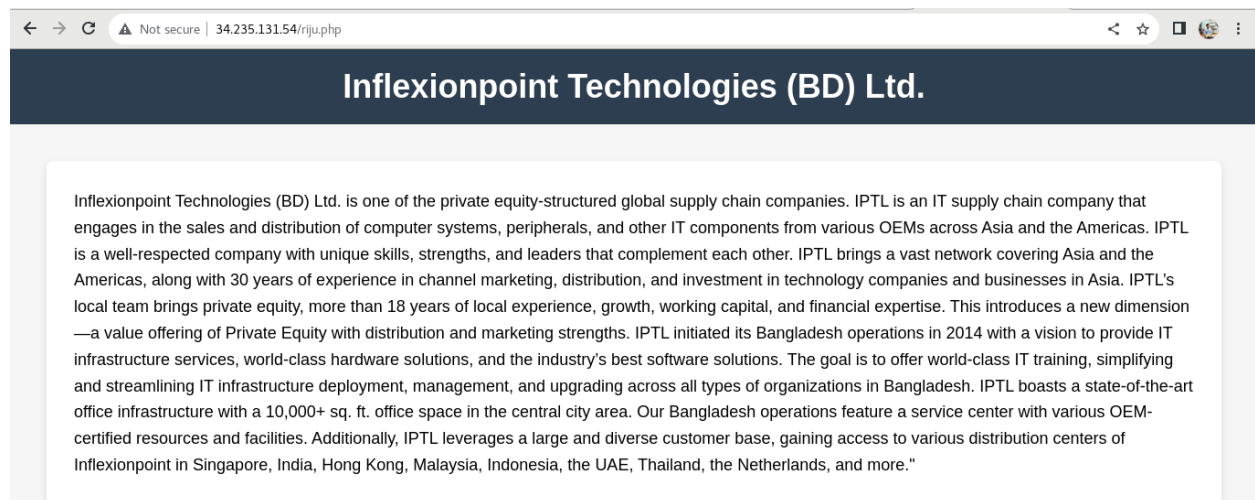 Not secure | 34.235.131.54/riju.php
Inflexionpoint Technologies (BD) Ltd.
Inflexionpoint Technologies (BD) Ltd. is one of the private equity-structured global supply chain companies. IPTL is an IT supply chain company that
engages in the sales and distribution of computer systems, peripherals, and other IT components from various OEMs across Asia and the Americas. IPTL
is a well-respected company with unique skills, strengths, and leaders that complement each other. IPTL brings a vast network covering Asia and the
Americas, along with 30 years of experience in channel marketing, distribution, and investment in technology companies and businesses in Asia. IPTL’s
local team brings private equity, more than 18 years of local experience, growth, working capital, and financial expertise. This introduces a new dimension
—a value offering of Private Equity with distribution and marketing strengths. IPTL initiated its Bangladesh operations in 2014 with a vision to provide IT
infrastructure services, world-class hardware solutions, and the industry’s best software solutions. The goal is to offer world-class IT training, simplifying
and streamlining IT infrastructure deployment, management, and upgrading across all types of organizations in Bangladesh. IPTL boasts a state-of-the-art
office infrastructure with a 10,000+ sq. ft. office space in the central city area. Our Bangladesh operations feature a service center with various OEM-
certified resources and facilities. Additionally, IPTL leverages a large and diverse customer base, gaining access to various distribution centers of
Inflexionpoint in Singapore, India, Hong Kong, Malaysia, Indonesia, the UAE, Thailand, the Netherlands, and more."